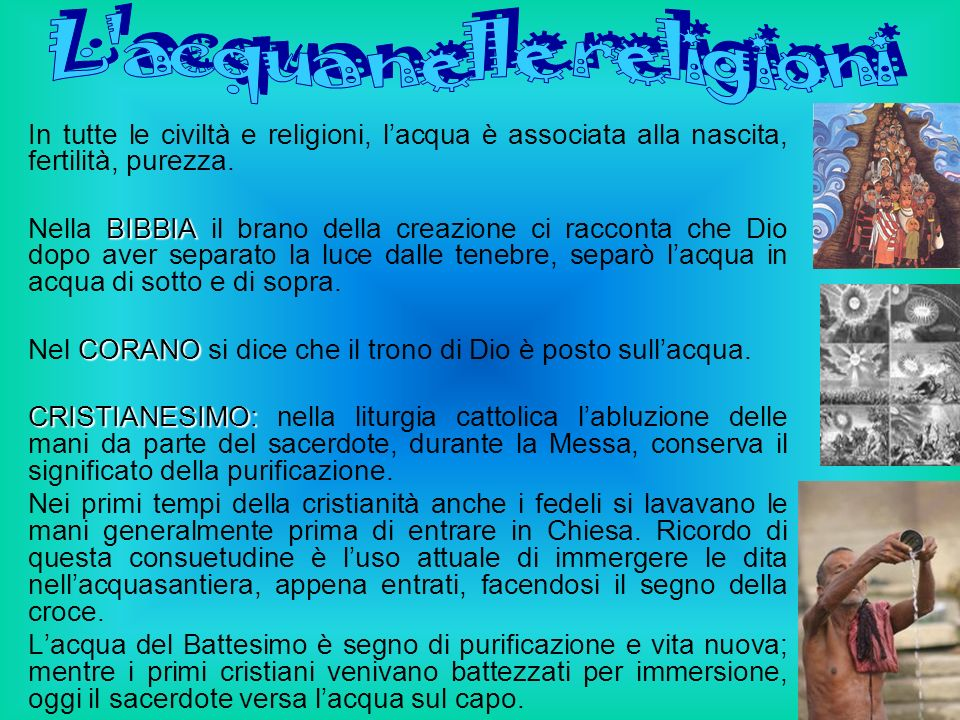 L'acqua nelle religioni
In tutte le civiltà e religioni, l’acqua è associata alla nascita,
fertilità, purezza.
Nella BIBBIA il brano della creazione ci racconta che Dio
dopo aver separato la luce dalle tenebre, separò l’acqua in
acqua di sotto e di sopra.
Nel CORANO si dice che il trono di Dio è posto sull’acqua.
CRISTIANESIMO: nella liturgia cattolica l’abluzione delle
mani da parte del sacerdote, durante la Messa, conserva il
significato della purificazione.
Nei primi tempi della cristianità anche i fedeli si lavavano le
mani generalmente prima di entrare in Chiesa. Ricordo di
questa consuetudine è l’uso attuale di immergere le dita
nell’acquasantiera, appena entrati, facendosi il segno della
croce.
L’acqua del Battesimo è segno di purificazione e vita nuova;
mentre i primi cristiani venivano battezzati per immersione,
oggi il sacerdote versa l’acqua sul capo.